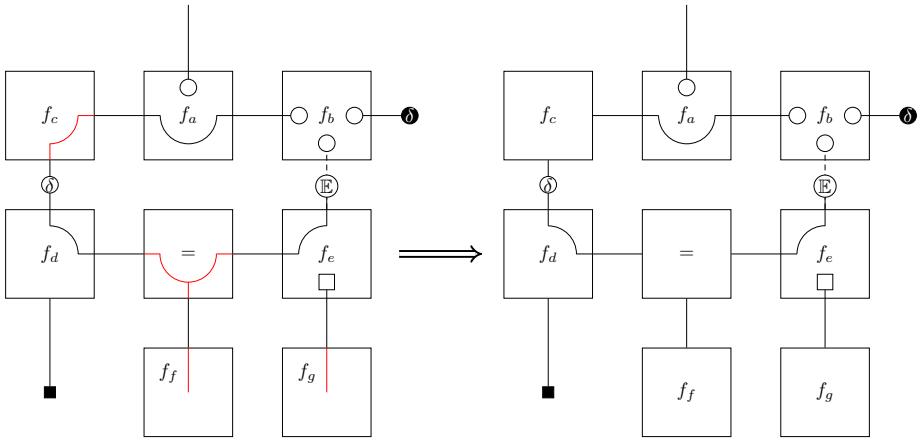 f_c f_a f_b δ f_c f_a f_b δ
δ 𝔼 δ 𝔼
f_d = f_e f_d = f_e
f_f f_g f_f f_g